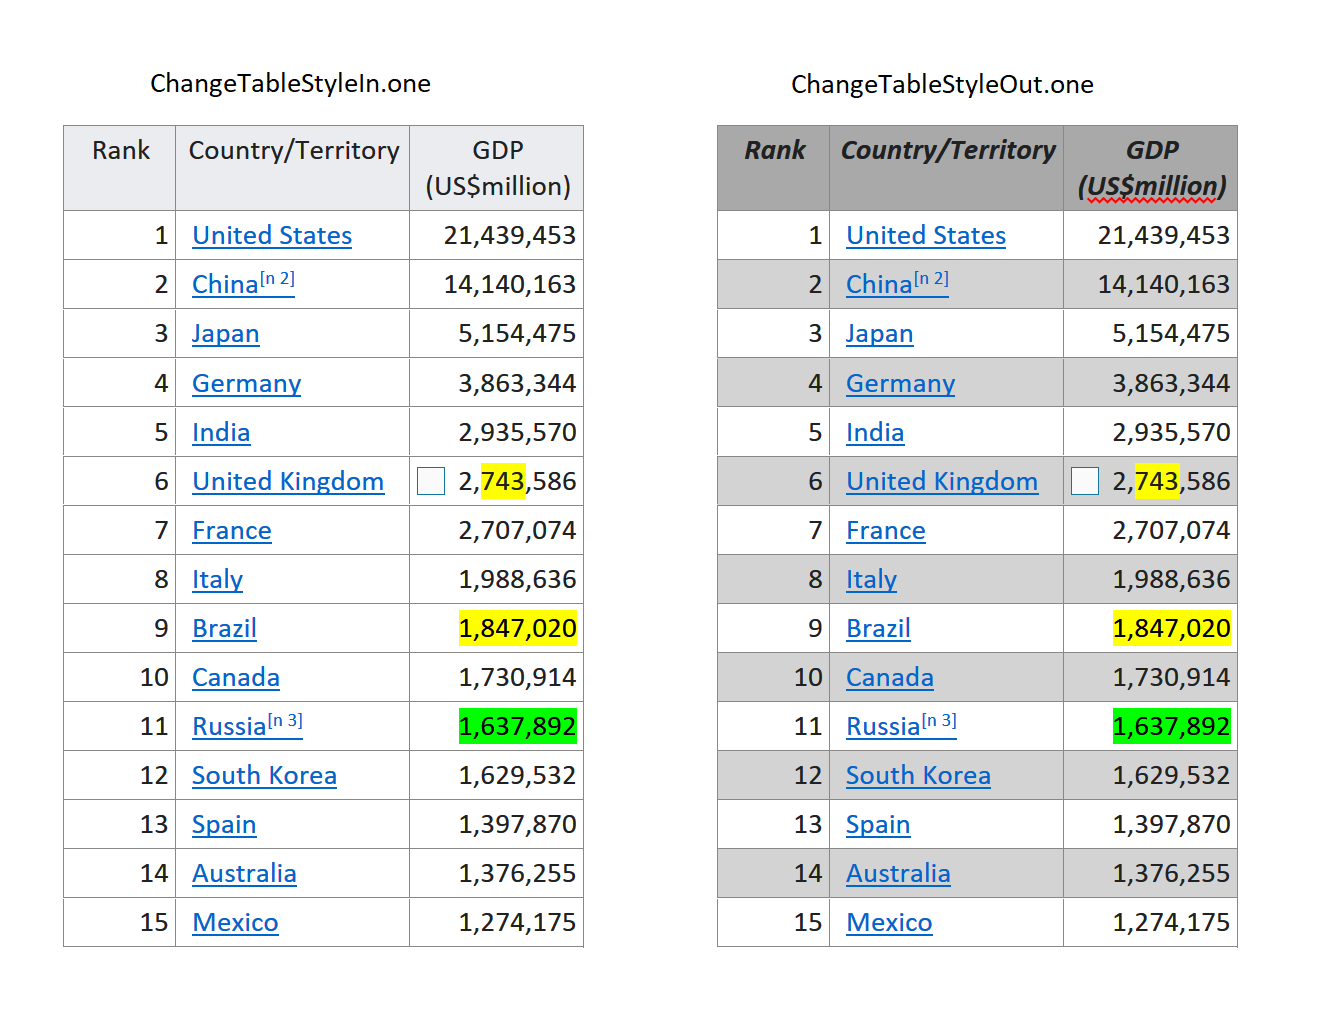 ChangeTableStyleIn.one
Rank Country/Territory GDP
(US$million)
1 United States 21,439,453
2 China[n 2] 14,140,163
3 Japan 5,154,475
4 Germany 3,863,344
5 India 2,935,570
6 United Kingdom 2,743,586
7 France 2,707,074
8 Italy 1,988,636
9 Brazil 1,847,020
10 Canada 1,730,914
11 Russia[n 3] 1,637,892
12 South Korea 1,629,532
13 Spain 1,397,870
14 Australia 1,376,255
15 Mexico 1,274,175
ChangeTableStyleOut.one
Rank Country/Territory GDP
(US$million)
1 United States 21,439,453
2 China[n 2] 14,140,163
3 Japan 5,154,475
4 Germany 3,863,344
5 India 2,935,570
6 United Kingdom 2,743,586
7 France 2,707,074
8 Italy 1,988,636
9 Brazil 1,847,020
10 Canada 1,730,914
11 Russia[n 3] 1,637,892
12 South Korea 1,629,532
13 Spain 1,397,870
14 Australia 1,376,255
15 Mexico 1,274,175